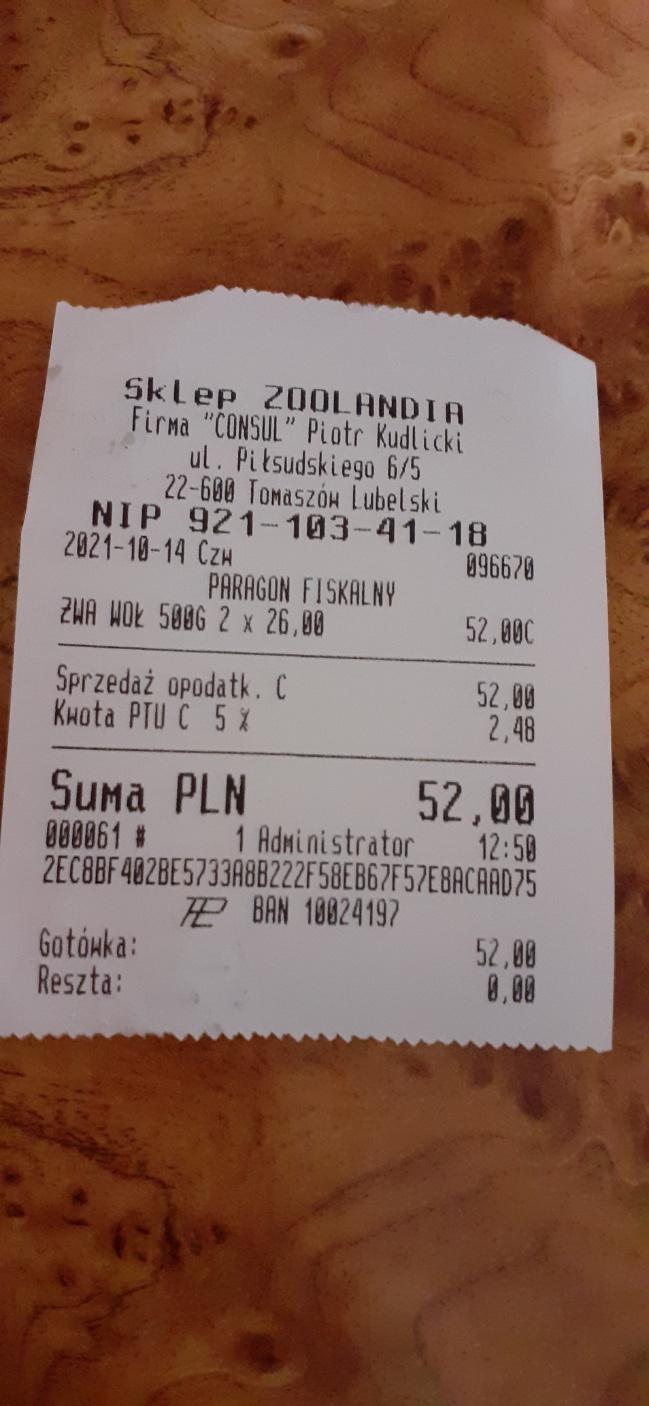 Sklep ZOOLANDIA
Firma "CONSUL" Piotr Kudlicki
ul. Piłsudskiego 6/5
22-600 Tomaszów Lubelski
NIP 921-103-41-18
2021-10-14 Czw 096670
PARAGON FISKALNY
ŻWA WOŁ 500G 2 x 26,00 52,00C
Sprzedaż opodatk. C 52,00
Kwota PTU C 5 % 2,48
Suma PLN 52,00
000061 # 1 Administrator 12:50
2EC8BF402BE5733A8B222F58EB67F57E8ACAAD75
BAN 10024197
Gotówka: 52,00
Reszta: 0,00